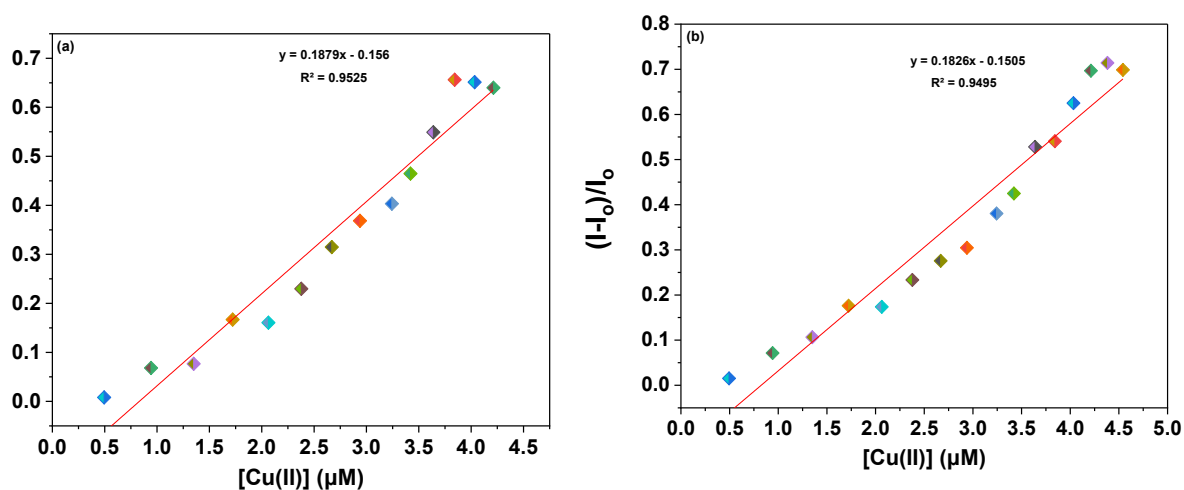 (a)
y = 0.1879x - 0.156
R² = 0.9525
0.7
0.6
0.5
0.4
0.3
0.2
0.1
0.0
0.0 0.5 1.0 1.5 2.0 2.5 3.0 3.5 4.0 4.5
[Cu(II)] (μM)
(b)
y = 0.1826x - 0.1505
R² = 0.9495
(I-Iₒ)/Iₒ
0.8
0.7
0.6
0.5
0.4
0.3
0.2
0.1
0.0
0.0 0.5 1.0 1.5 2.0 2.5 3.0 3.5 4.0 4.5 5.0
[Cu(II)] (μM)